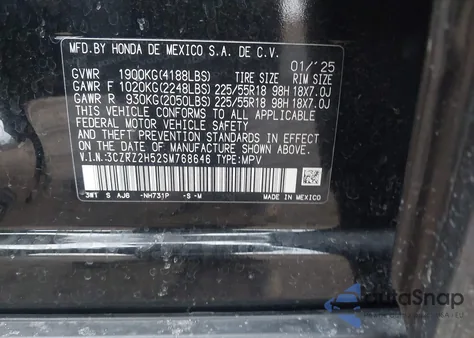 MFD.BY HONDA DE MEXICO S.A. DE C.V.
01/'25
GVWR 1900KG(4188LBS) TIRE SIZE RIM SIZE
GAWR F 1020KG(2248LBS) 225/55R18 98H 18X7.0J
GAWR R 930KG(2050LBS) 225/55R18 98H 18X7.0J
THIS VEHICLE CONFORMS TO ALL APPLICABLE
FEDERAL MOTOR VEHICLE SAFETY
AND THEFT PREVENTION STANDARDS IN EFFECT
ON THE DATE OF MANUFACTURE SHOWN ABOVE.
V.I.N.:3CZRZ2H52SM768646 TYPE:MPV
3W1 S AJ6 -NH731P -S-M MADE IN MEXICO
AutoSnap